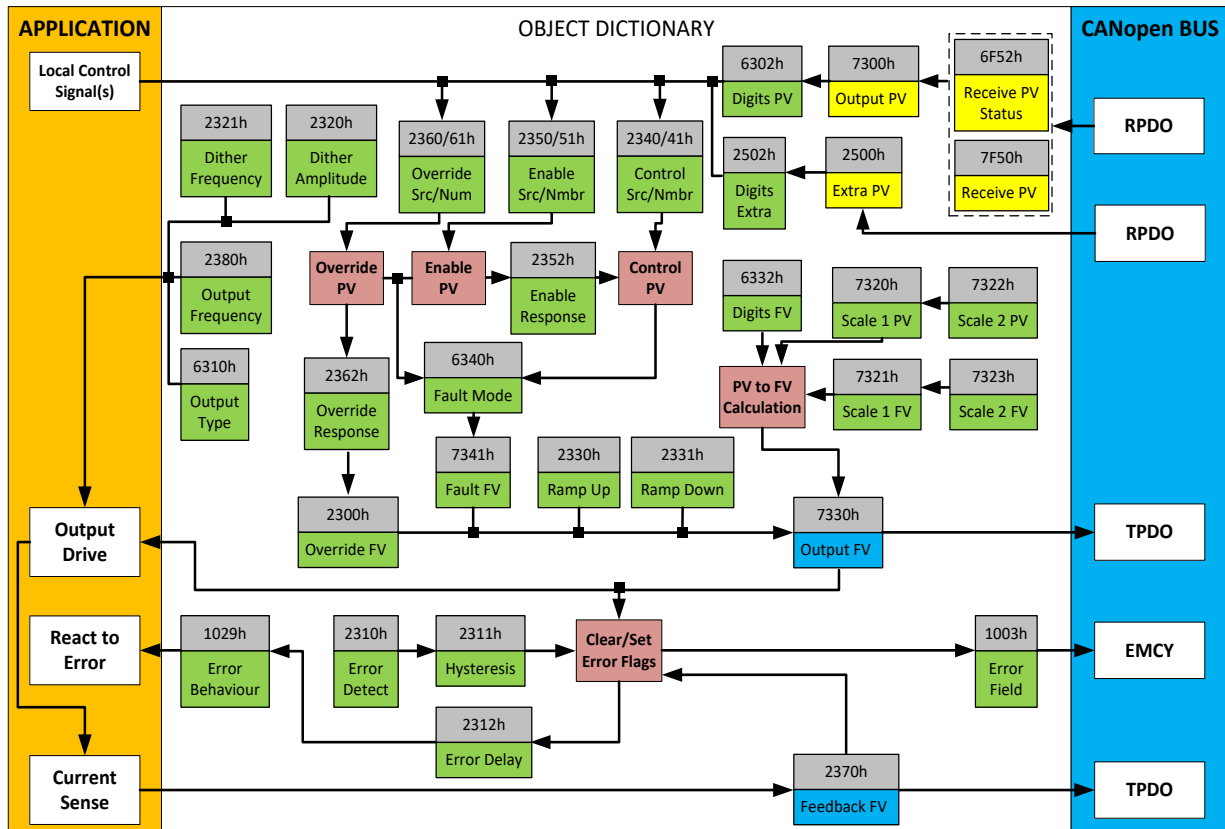 APPLICATION
OBJECT DICTIONARY
CANopen BUS
Local Control
Signal(s)
6302h
Digits PV
7300h
Output PV
6F52h
Receive PV
Status
7F50h
Receive PV
RPDO
2321h
Dither
Frequency
2320h
Dither
Amplitude
2360/61h
Override
Src/Num
2350/51h
Enable
Src/Nmbr
2340/41h
Control
Src/Nmbr
2502h
Digits
Extra
2500h
Extra PV
RPDO
2380h
Output
Frequency
Override
PV
Enable
PV
2352h
Enable
Response
Control
PV
6332h
Digits FV
7320h
Scale 1 PV
7322h
Scale 2 PV
6310h
Output
Type
2362h
Override
Response
6340h
Fault Mode
PV to FV
Calculation
7321h
Scale 1 FV
7323h
Scale 2 FV
7341h
Fault FV
2330h
Ramp Up
2331h
Ramp Down
Output
Drive
2300h
Override FV
7330h
Output FV
TPDO
React to
Error
1029h
Error
Behaviour
2310h
Error
Detect
2311h
Hysteresis
Clear/Set
Error Flags
1003h
Error
Field
EMCY
2312h
Error Delay
Current
Sense
2370h
Feedback FV
TPDO